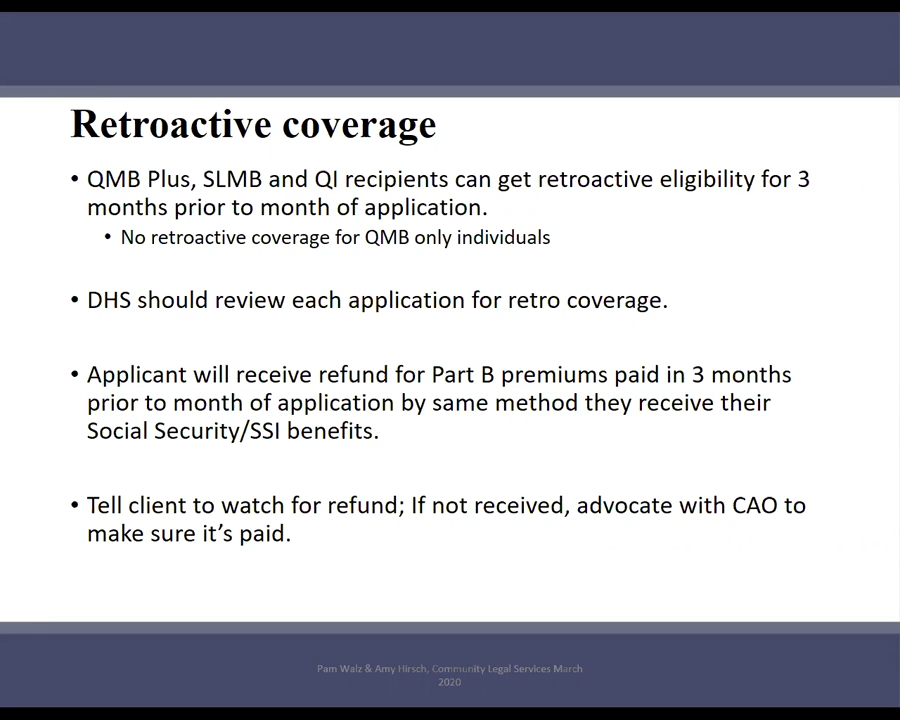 Retroactive coverage
• QMB Plus, SLMB and QI recipients can get retroactive eligibility for 3
months prior to month of application.
• No retroactive coverage for QMB only individuals
• DHS should review each application for retro coverage.
• Applicant will receive refund for Part B premiums paid in 3 months
prior to month of application by same method they receive their
Social Security/SSI benefits.
• Tell client to watch for refund; If not received, advocate with CAO to
make sure it's paid.
Pam Walz & Amy Hirsch, Community Legal Services March
2020